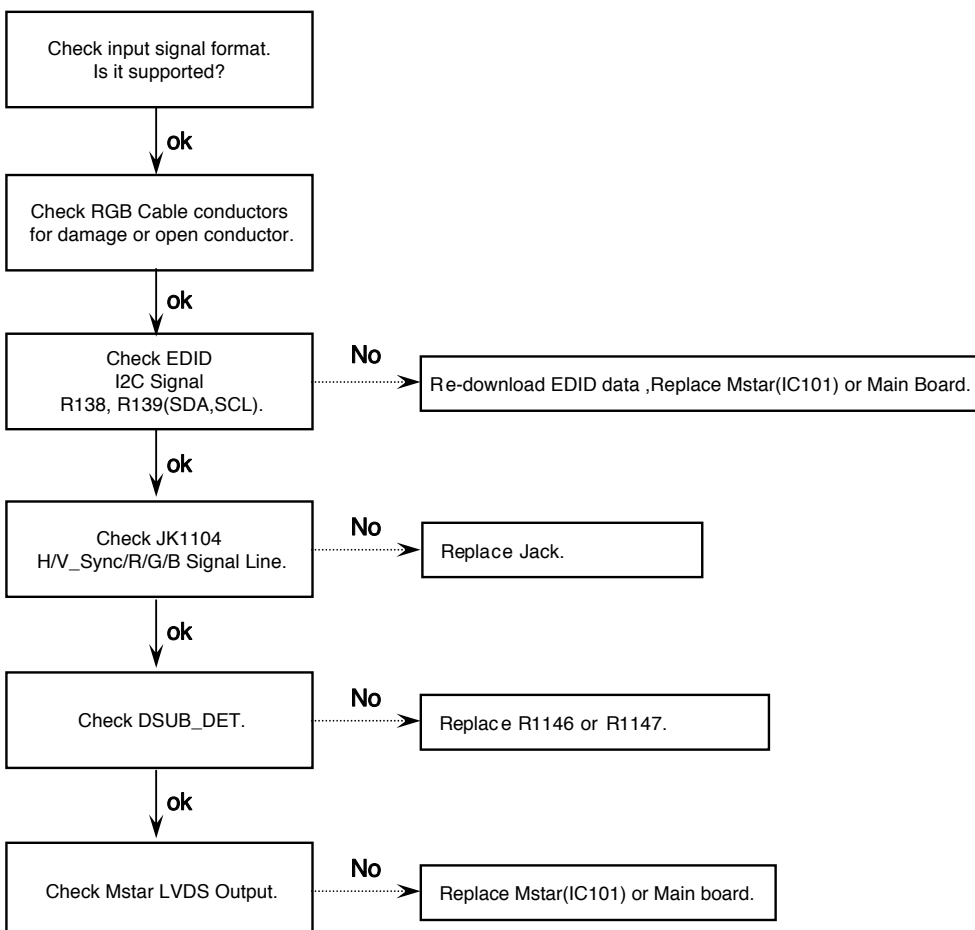 Check input signal format.
Is it supported?
ok
Check RGB Cable conductors
for damage or open conductor.
ok
Check EDID
I2C Signal
R138, R139(SDA,SCL).
No
Re-download EDID data ,Replace Mstar(IC101) or Main Board.
ok
Check JK1104
H/V_Sync/R/G/B Signal Line.
No
Replace Jack.
ok
Check DSUB_DET.
No
Replace R1146 or R1147.
ok
Check Mstar LVDS Output.
No
Replace Mstar(IC101) or Main board.